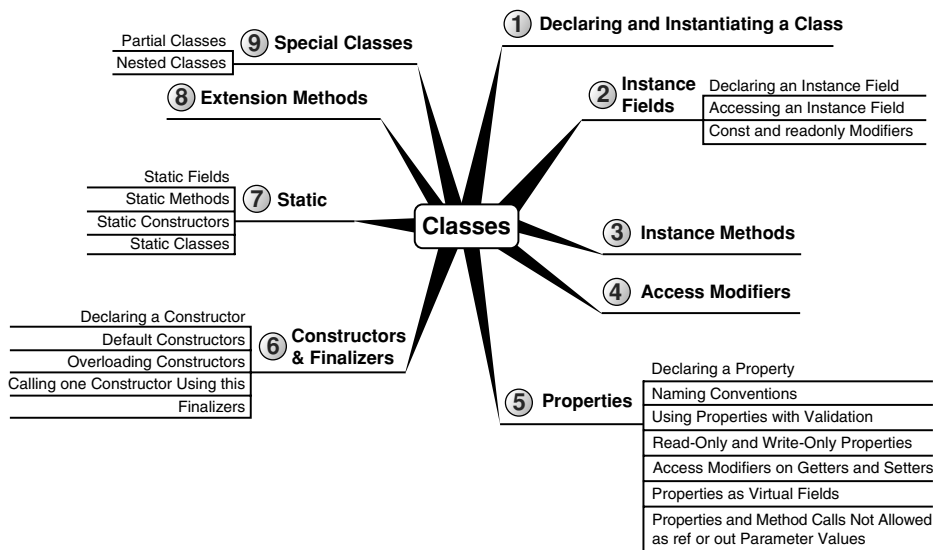 Classes
1 Declaring and Instantiating a Class
2 Instance
Fields
Declaring an Instance Field
Accessing an Instance Field
Const and readonly Modifiers
3 Instance Methods
4 Access Modifiers
5 Properties
Declaring a Property
Naming Conventions
Using Properties with Validation
Read-Only and Write-Only Properties
Access Modifiers on Getters and Setters
Properties as Virtual Fields
Properties and Method Calls Not Allowed
as ref or out Parameter Values
6 Constructors
& Finalizers
Declaring a Constructor
Default Constructors
Overloading Constructors
Calling one Constructor Using this
Finalizers
7 Static
Static Fields
Static Methods
Static Constructors
Static Classes
8 Extension Methods
9 Special Classes
Partial Classes
Nested Classes